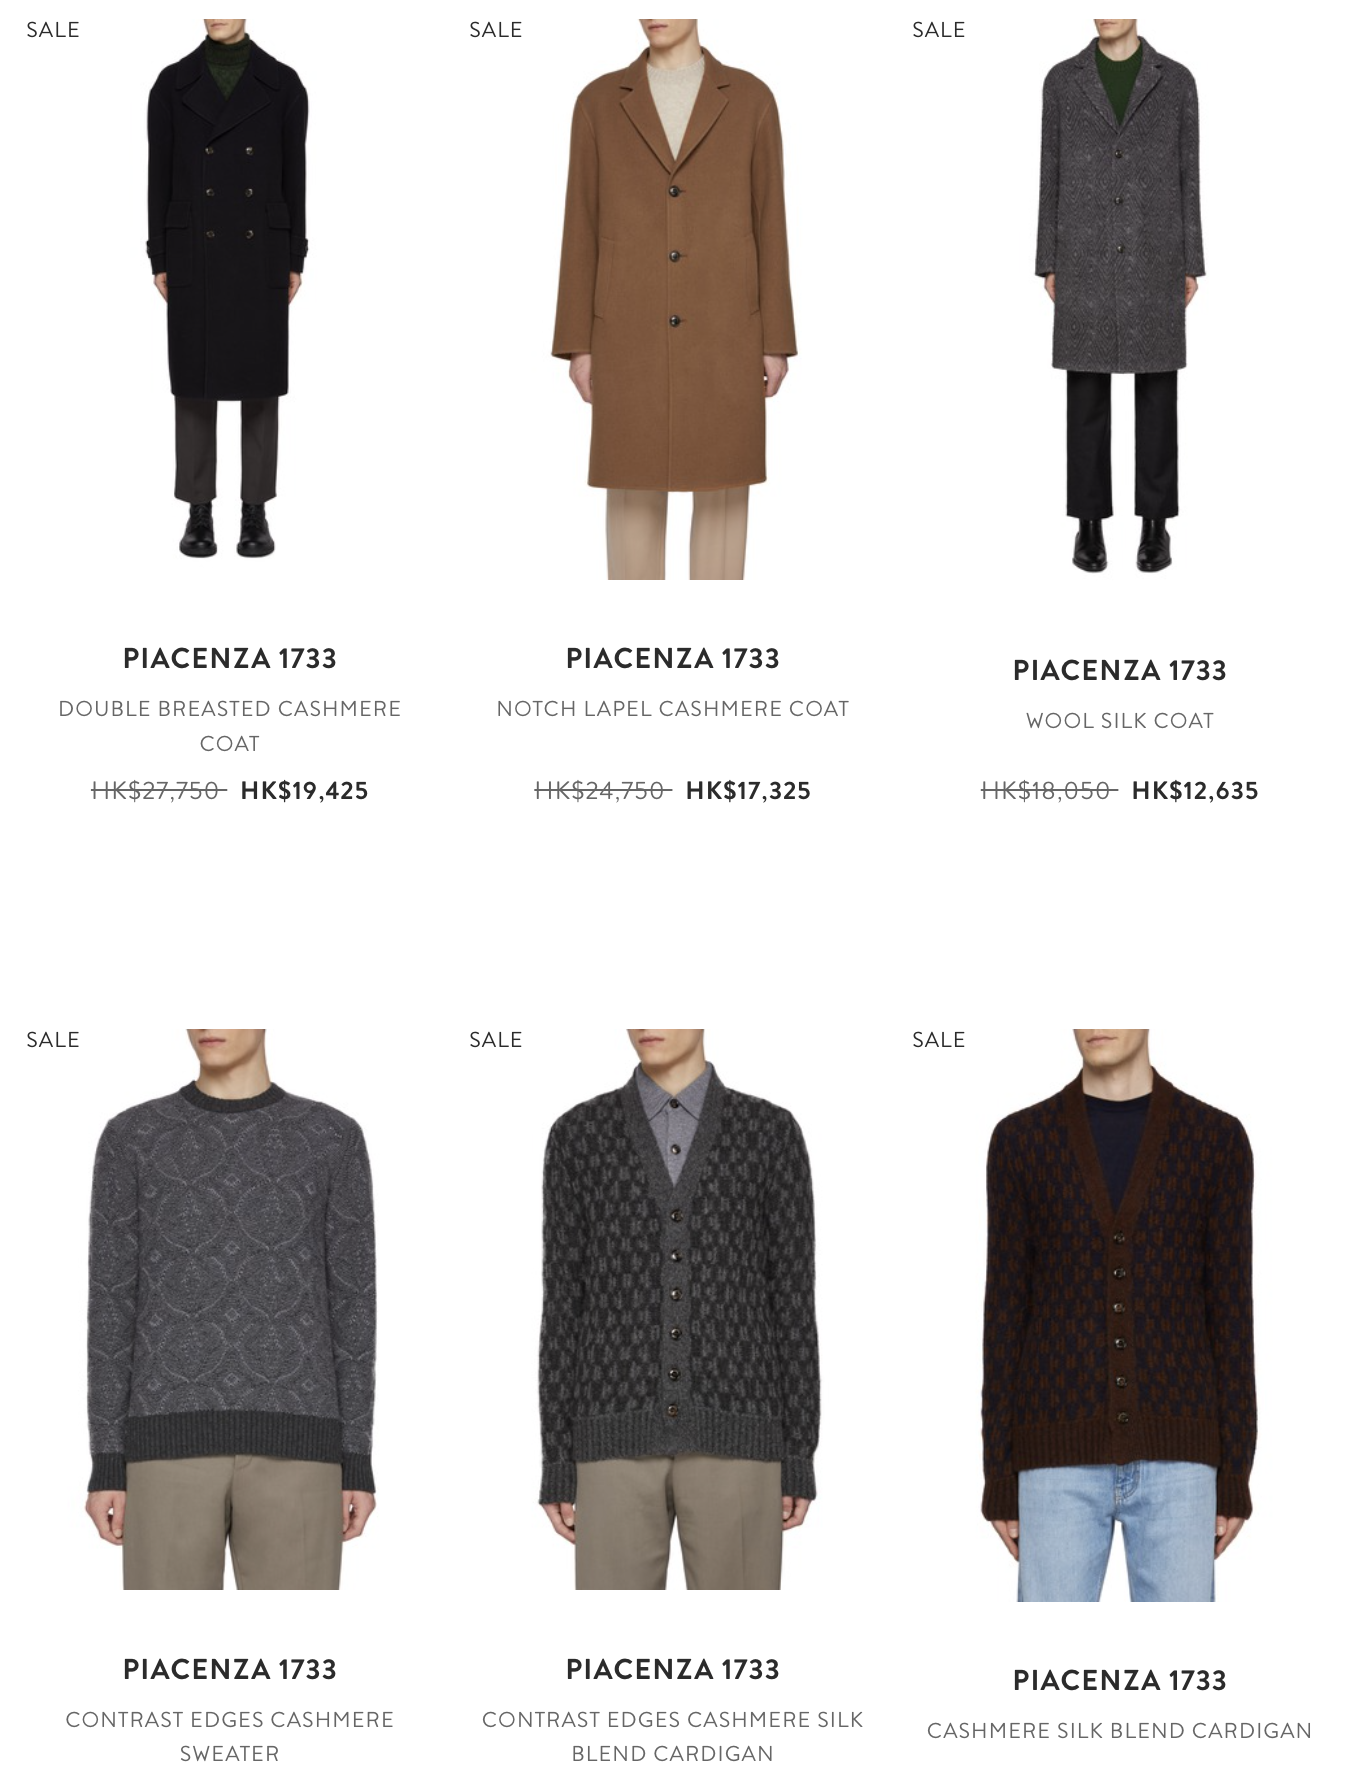 SALE
SALE
SALE
PIACENZA 1733
DOUBLE BREASTED CASHMERE
COAT
HK$27,750 HK$19,425
PIACENZA 1733
NOTCH LAPEL CASHMERE COAT
HK$24,750 HK$17,325
PIACENZA 1733
WOOL SILK COAT
HK$18,050 HK$12,635
SALE
SALE
SALE
PIACENZA 1733
CONTRAST EDGES CASHMERE
SWEATER
PIACENZA 1733
CONTRAST EDGES CASHMERE SILK
BLEND CARDIGAN
PIACENZA 1733
CASHMERE SILK BLEND CARDIGAN